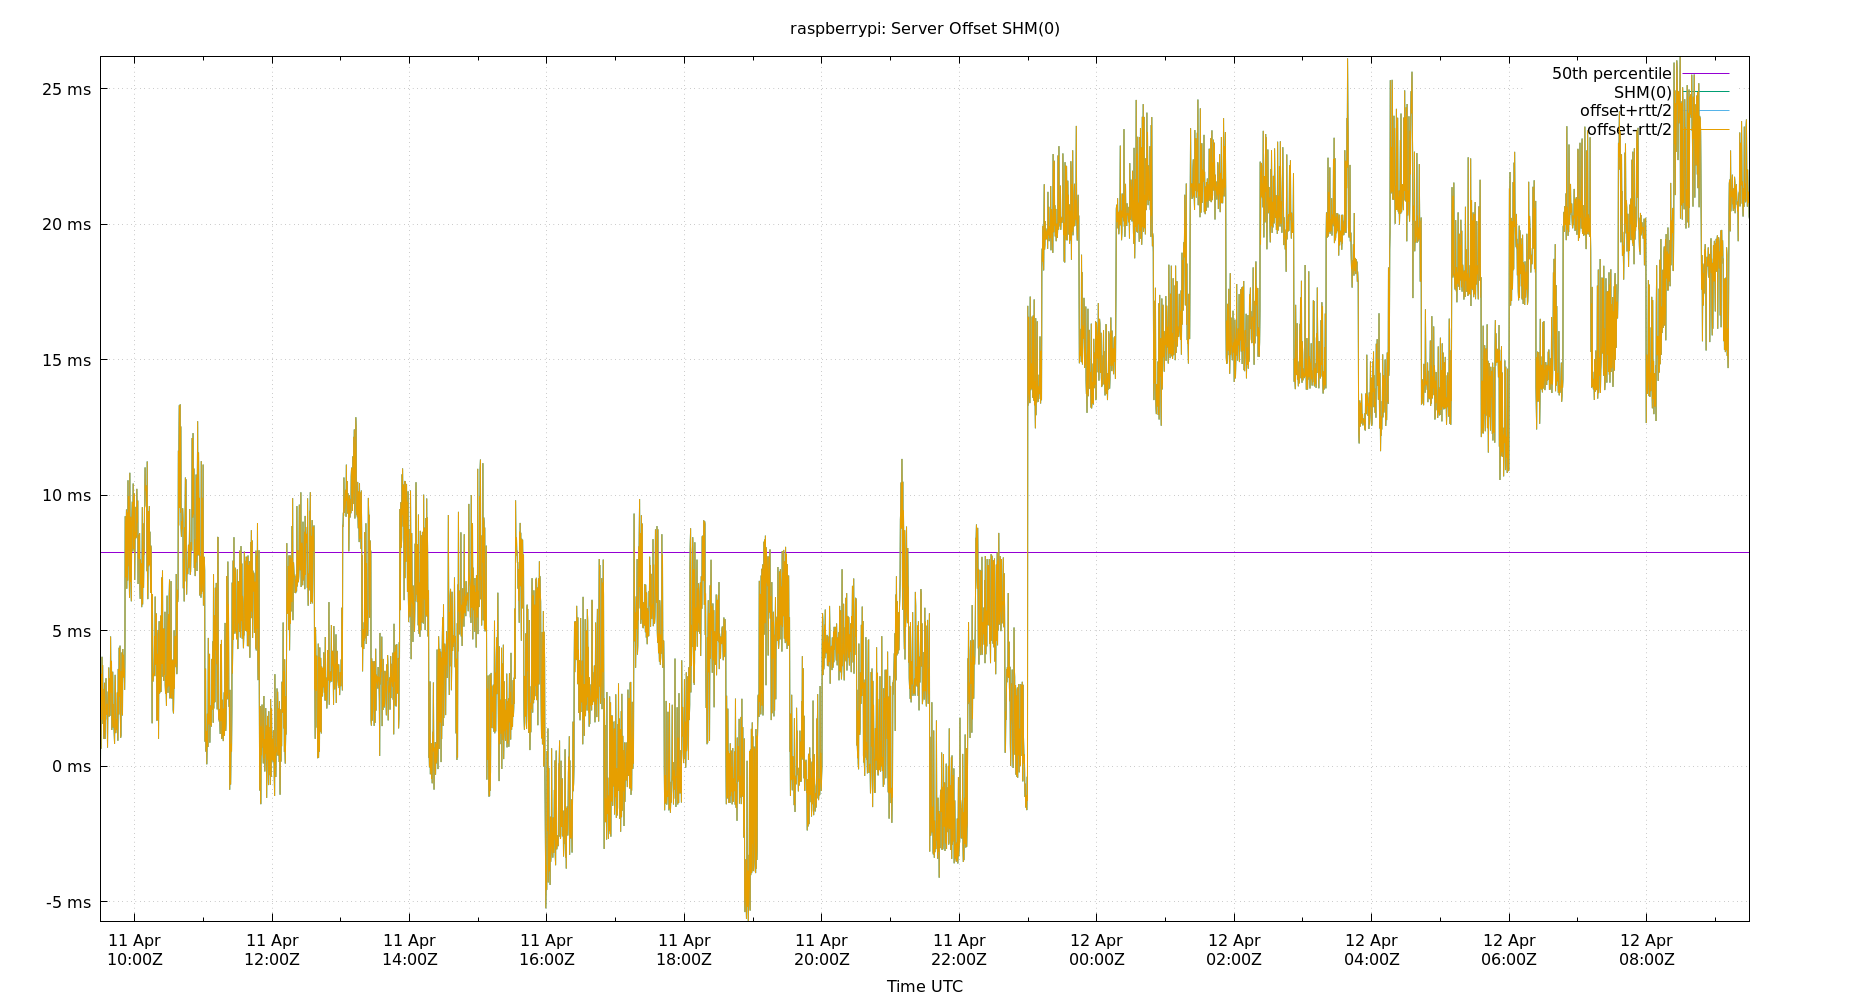 raspberrypi: Server Offset SHM(0)
25 ms
20 ms
15 ms
10 ms
5 ms
0 ms
-5 ms
50th percentile
SHM(0)
offset+rtt/2
offset-rtt/2
11 Apr
10:00Z
11 Apr
12:00Z
11 Apr
14:00Z
11 Apr
16:00Z
11 Apr
18:00Z
11 Apr
20:00Z
11 Apr
22:00Z
12 Apr
00:00Z
12 Apr
02:00Z
12 Apr
04:00Z
12 Apr
06:00Z
12 Apr
08:00Z
Time UTC